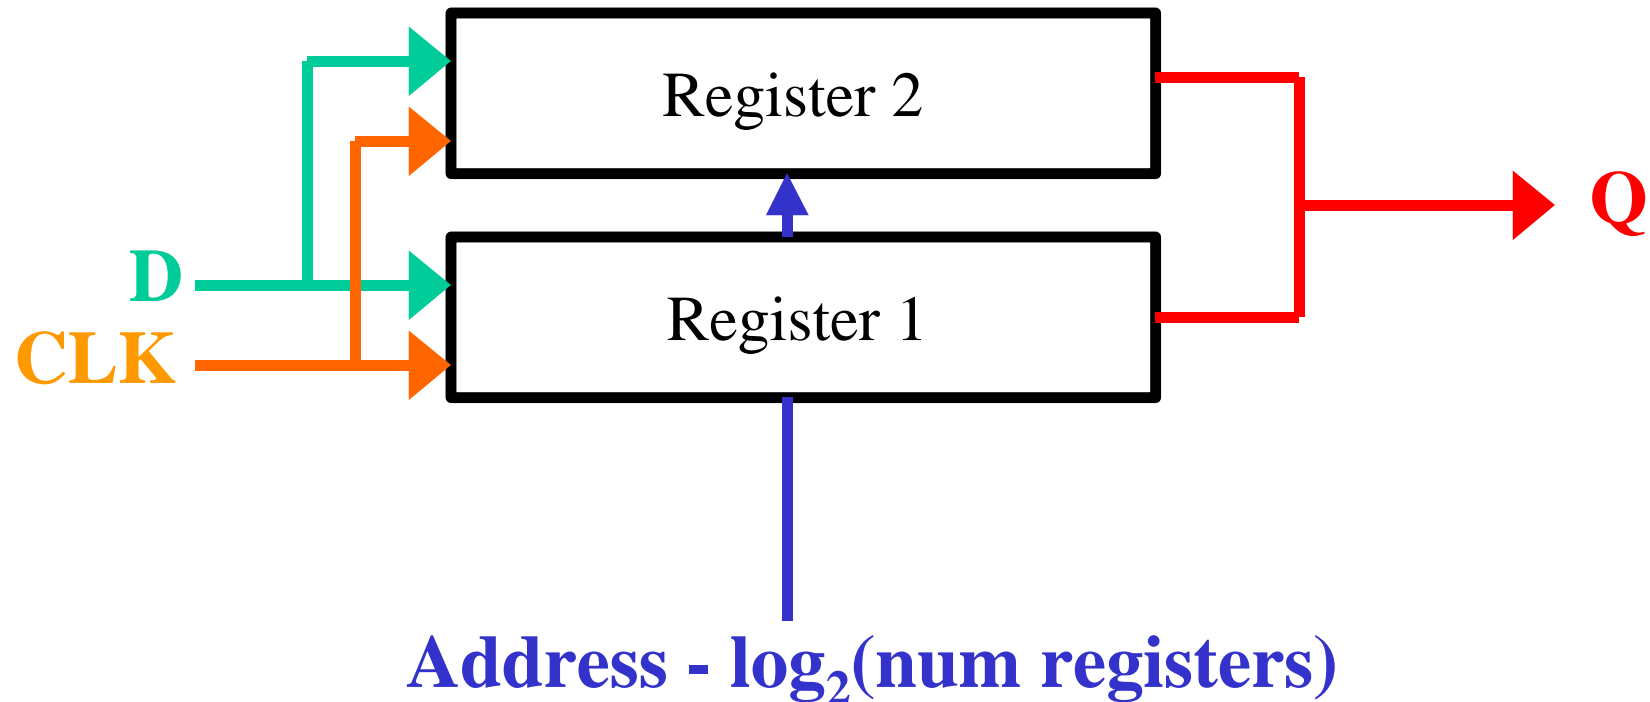 Register 2
Q
D
Register 1
CLK
Address - log₂(num registers)